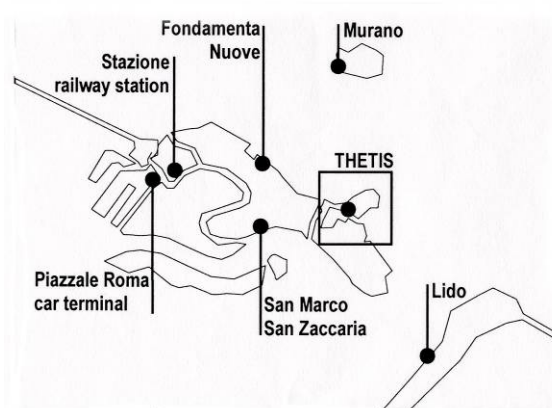 Fondamenta
Nuove
Murano
Stazione
railway station
THETIS
Piazzale Roma
car terminal
San Marco
San Zaccaria
Lido